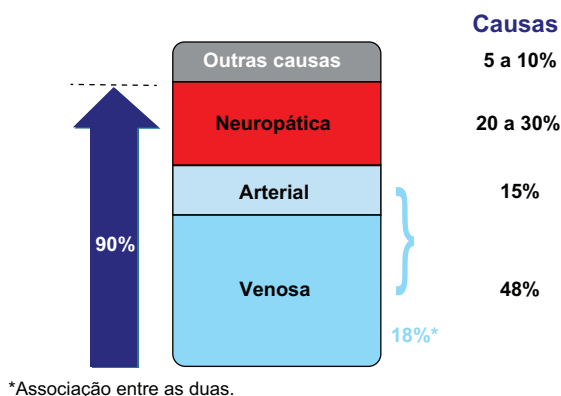 Causas
Outras causas 5 a 10%
Neuropática 20 a 30%
Arterial 15%
90%
Venosa 48%
18%*
*Associação entre as duas.